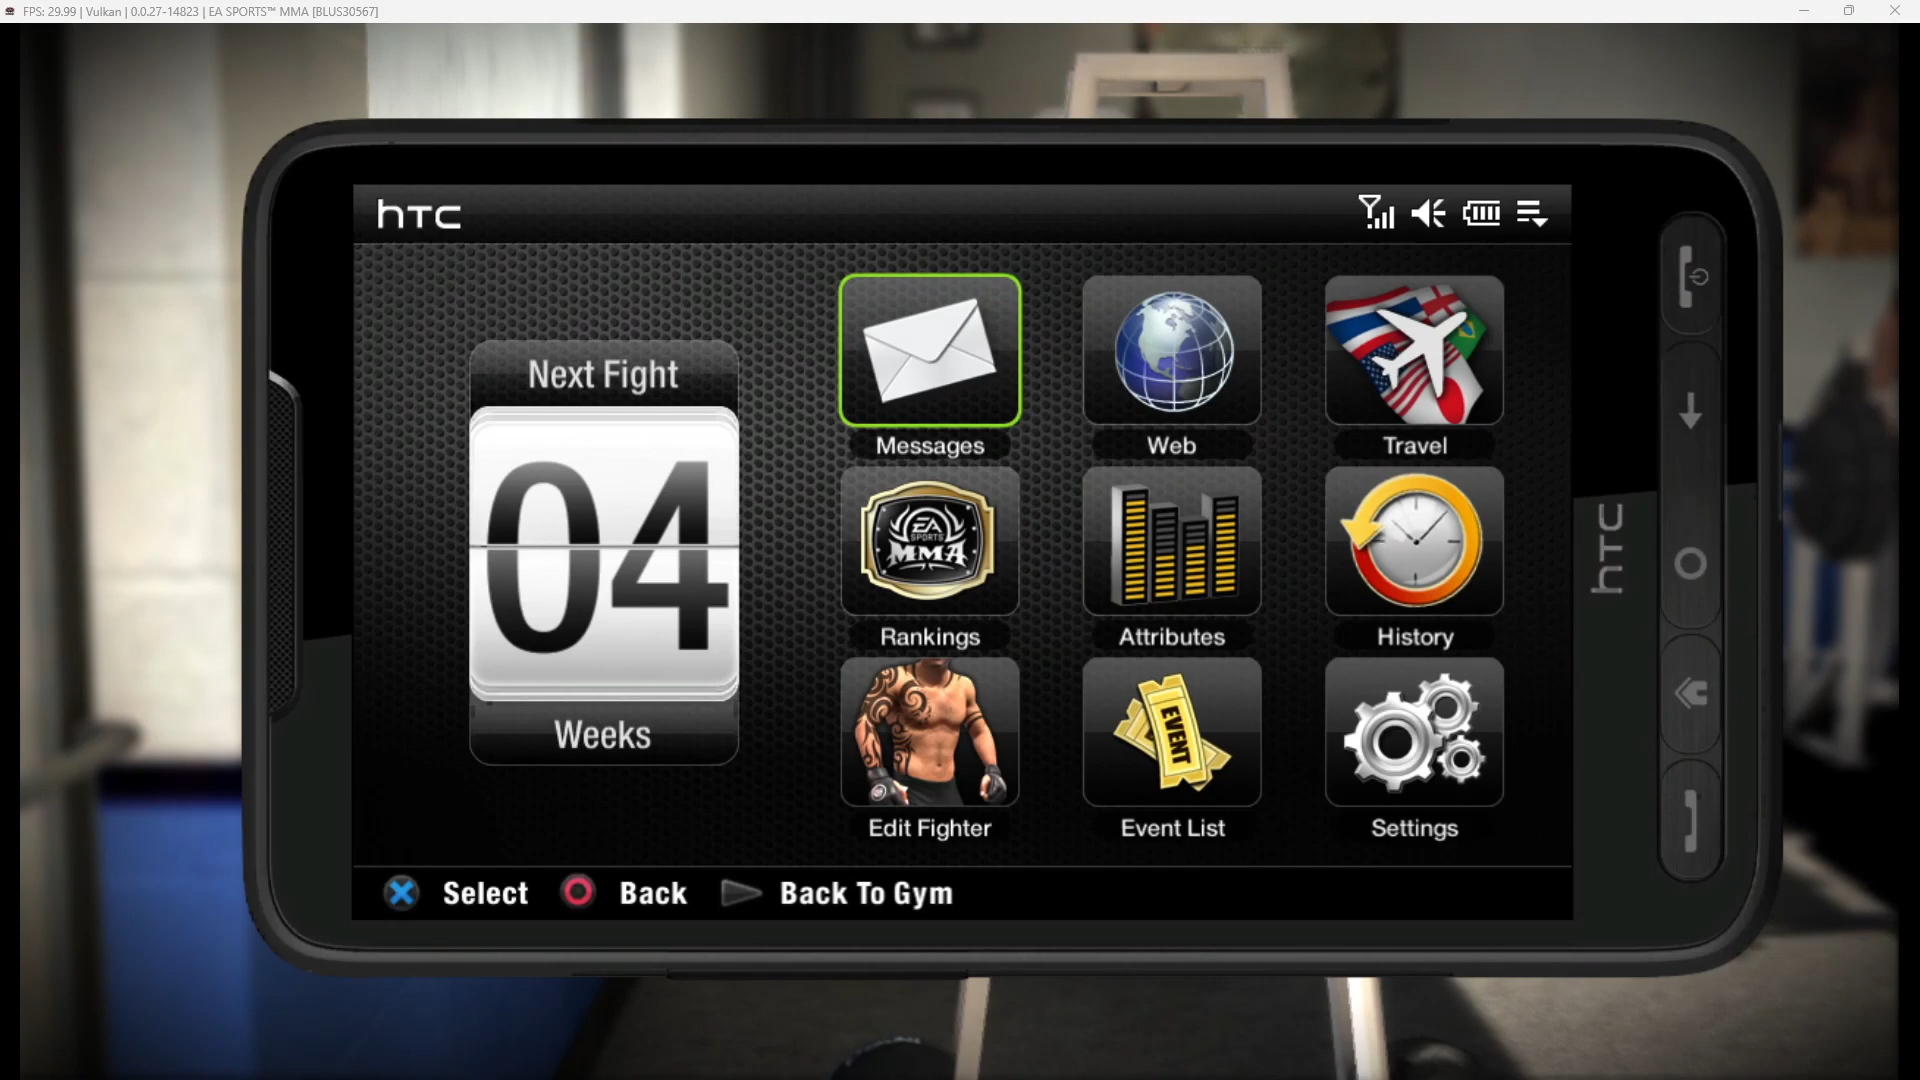 FPS: 29.99 | Vulkan | 0.0.27-14823 | EA SPORTS™ MMA [BLUS30567]
hTC
Next Fight
04
Weeks
Messages
Web
Travel
EA
SPORTS
MMA
Rankings
Attributes
History
EVENT
Edit Fighter
Event List
Settings
Select
Back
Back To Gym
hTC